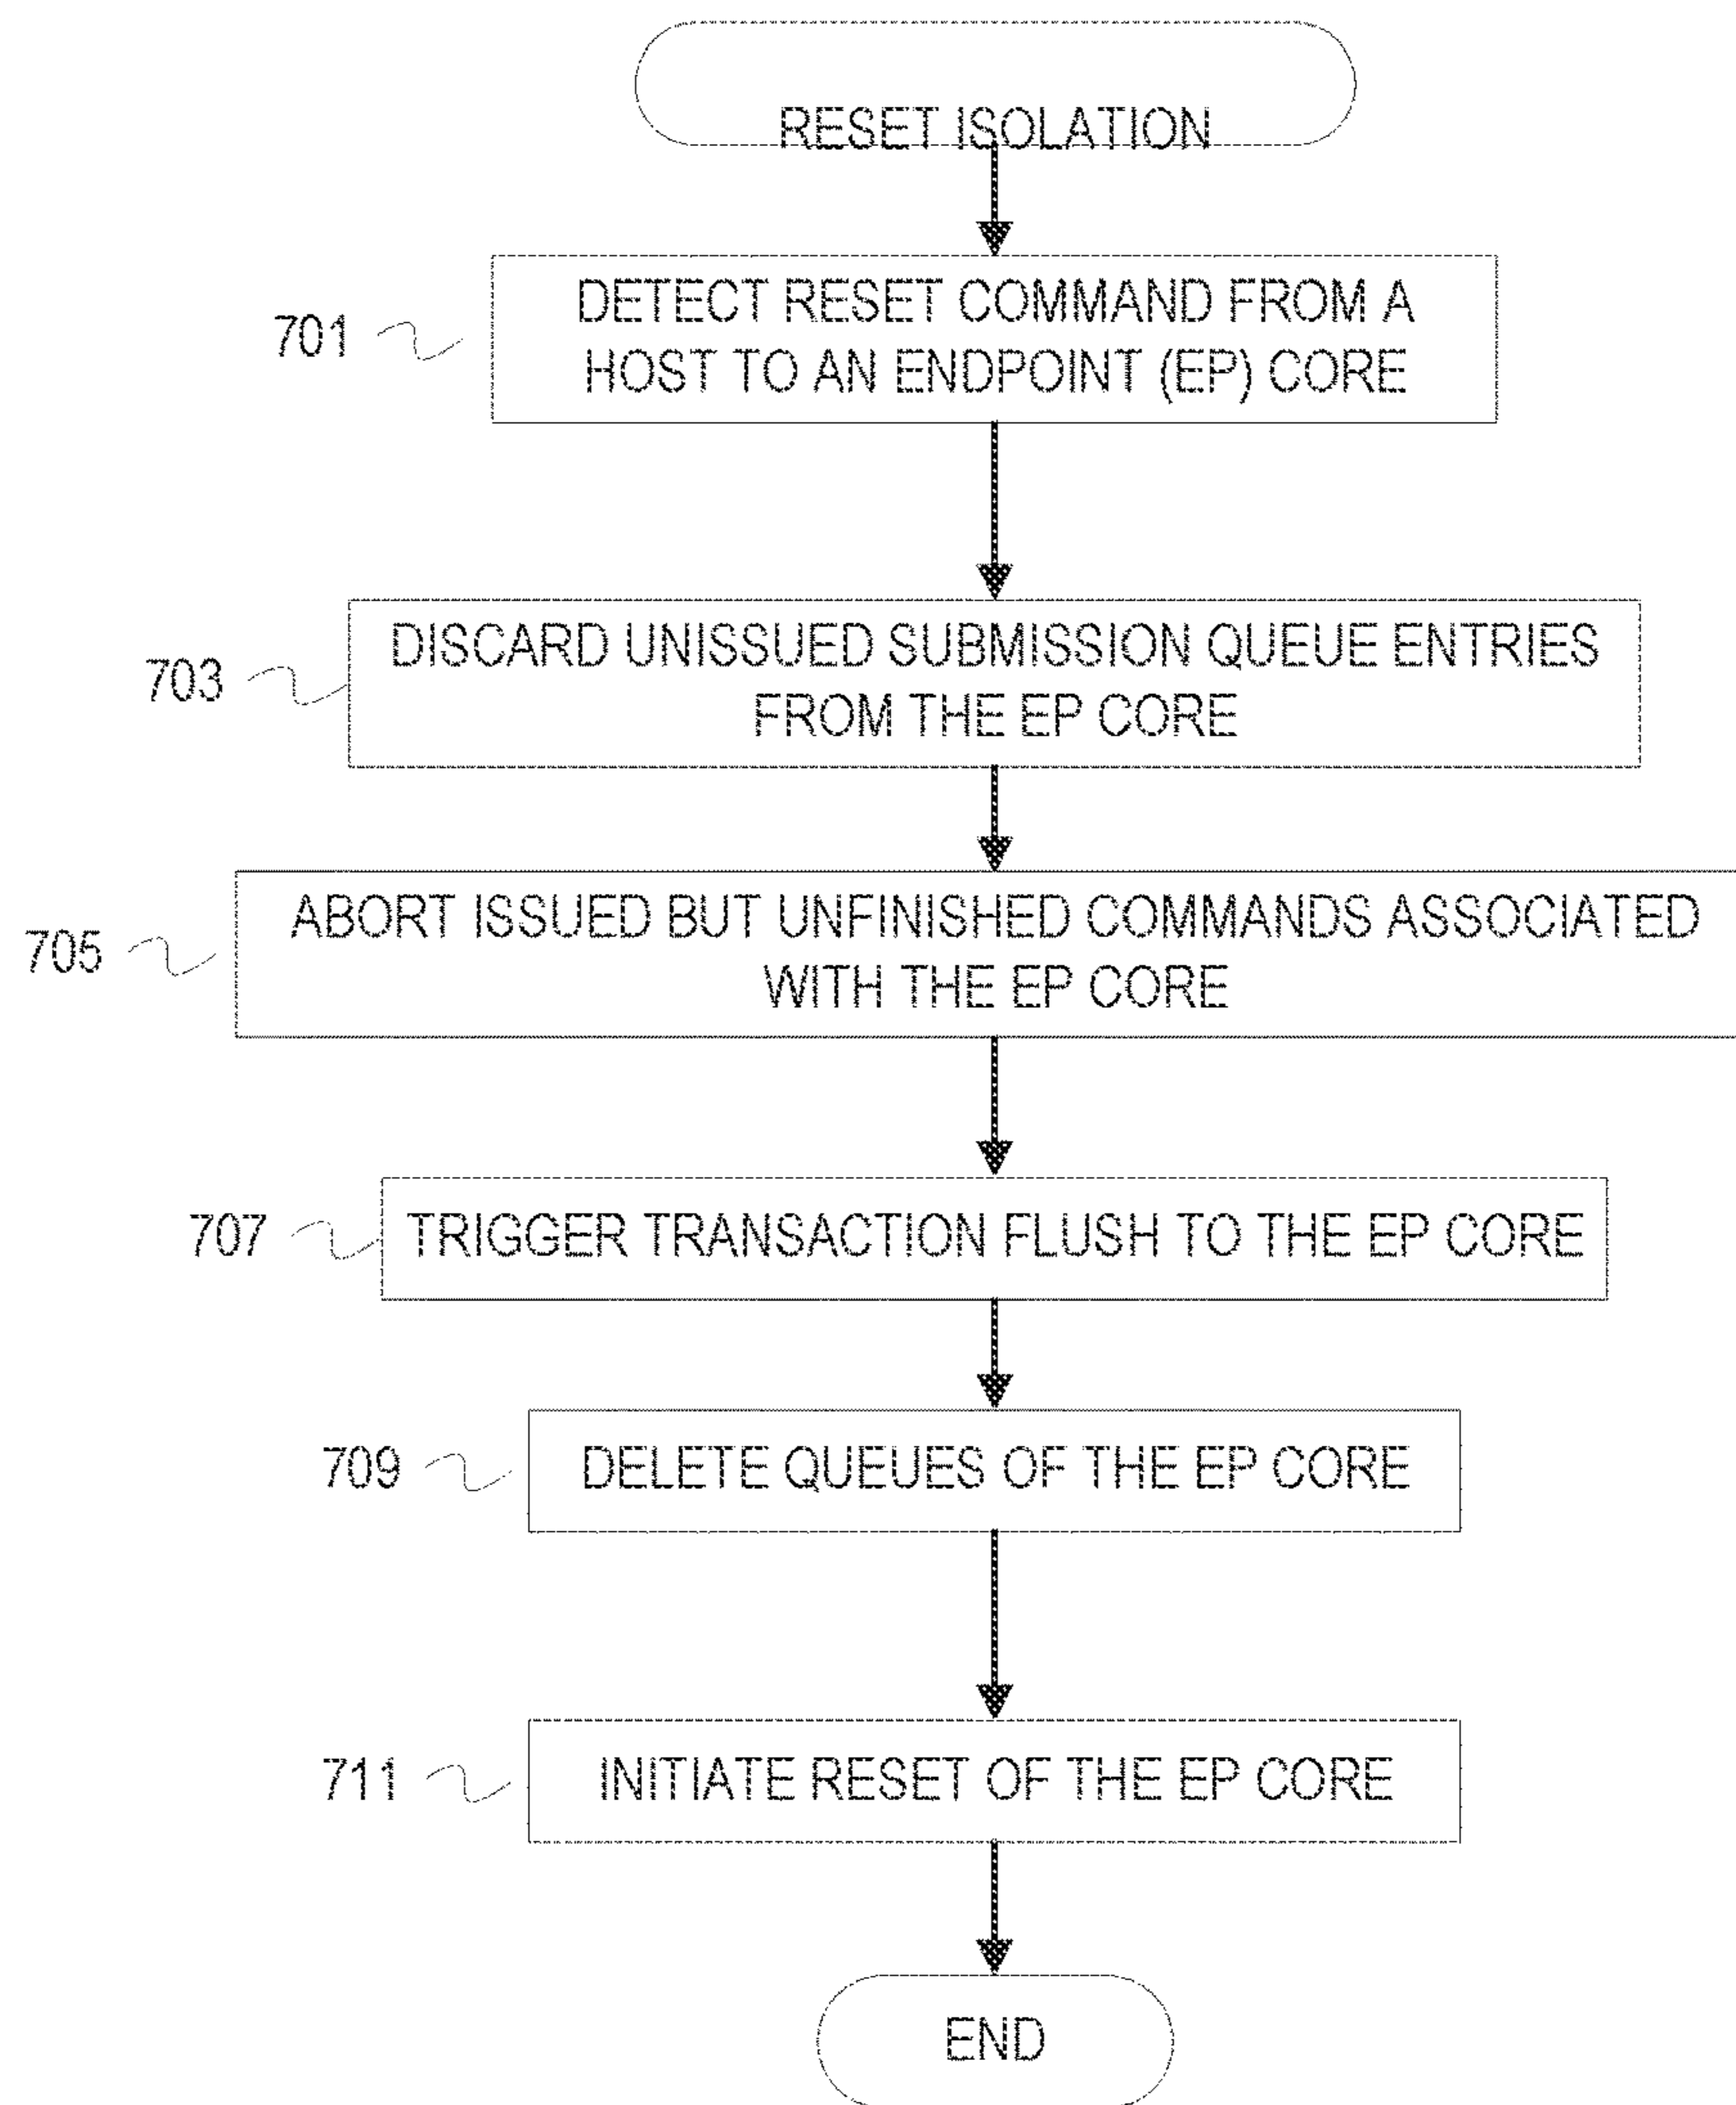 RESET ISOLATION
701
DETECT RESET COMMAND FROM A
HOST TO AN ENDPOINT (EP) CORE
703
DISCARD UNISSUED SUBMISSION QUEUE ENTRIES
FROM THE EP CORE
705
ABORT ISSUED BUT UNFINISHED COMMANDS ASSOCIATED
WITH THE EP CORE
707
TRIGGER TRANSACTION FLUSH TO THE EP CORE
709
DELETE QUEUES OF THE EP CORE
711
INITIATE RESET OF THE EP CORE
END